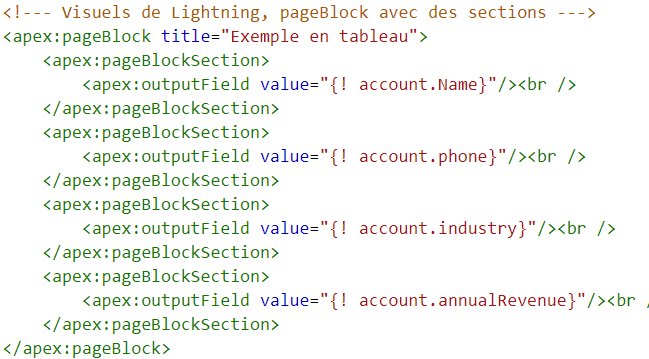 <!--- Visuels de Lightning, pageBlock avec des sections --->
<apex:pageBlock title="Exemple en tableau">
    <apex:pageBlockSection>
        <apex:outputField value="{! account.Name}"/><br />
    </apex:pageBlockSection>
    <apex:pageBlockSection>
        <apex:outputField value="{! account.phone}"/><br />
    </apex:pageBlockSection>
    <apex:pageBlockSection>
        <apex:outputField value="{! account.industry}"/><br />
    </apex:pageBlockSection>
    <apex:pageBlockSection>
        <apex:outputField value="{! account.annualRevenue}"/><br /
    </apex:pageBlockSection>
</apex:pageBlock>